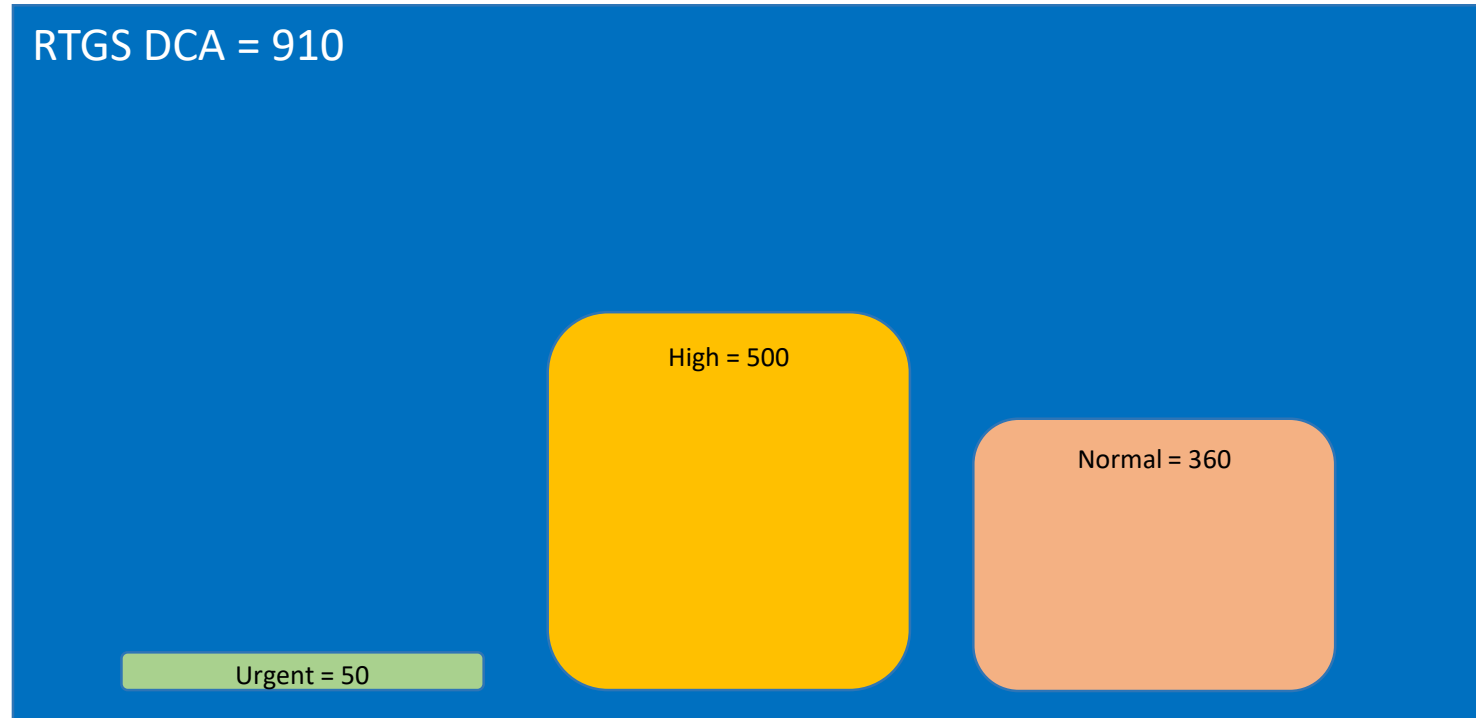 RTGS DCA = 910
High = 500
Normal = 360
Urgent = 50